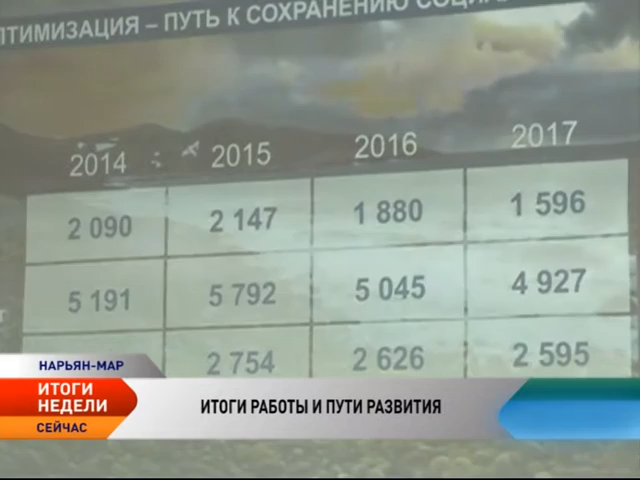 ПТИМИЗАЦИЯ – ПУТЬ К СОХРАНЕНИЮ
2014 2015 2016 2017
2 090 2 147 1 880 1 596
5 191 5 792 5 045 4 927
2 754 2 626 2 595
НАРЬЯН-МАР
ИТОГИ
НЕДЕЛИ
СЕЙЧАС
ИТОГИ РАБОТЫ И ПУТИ РАЗВИТИЯ